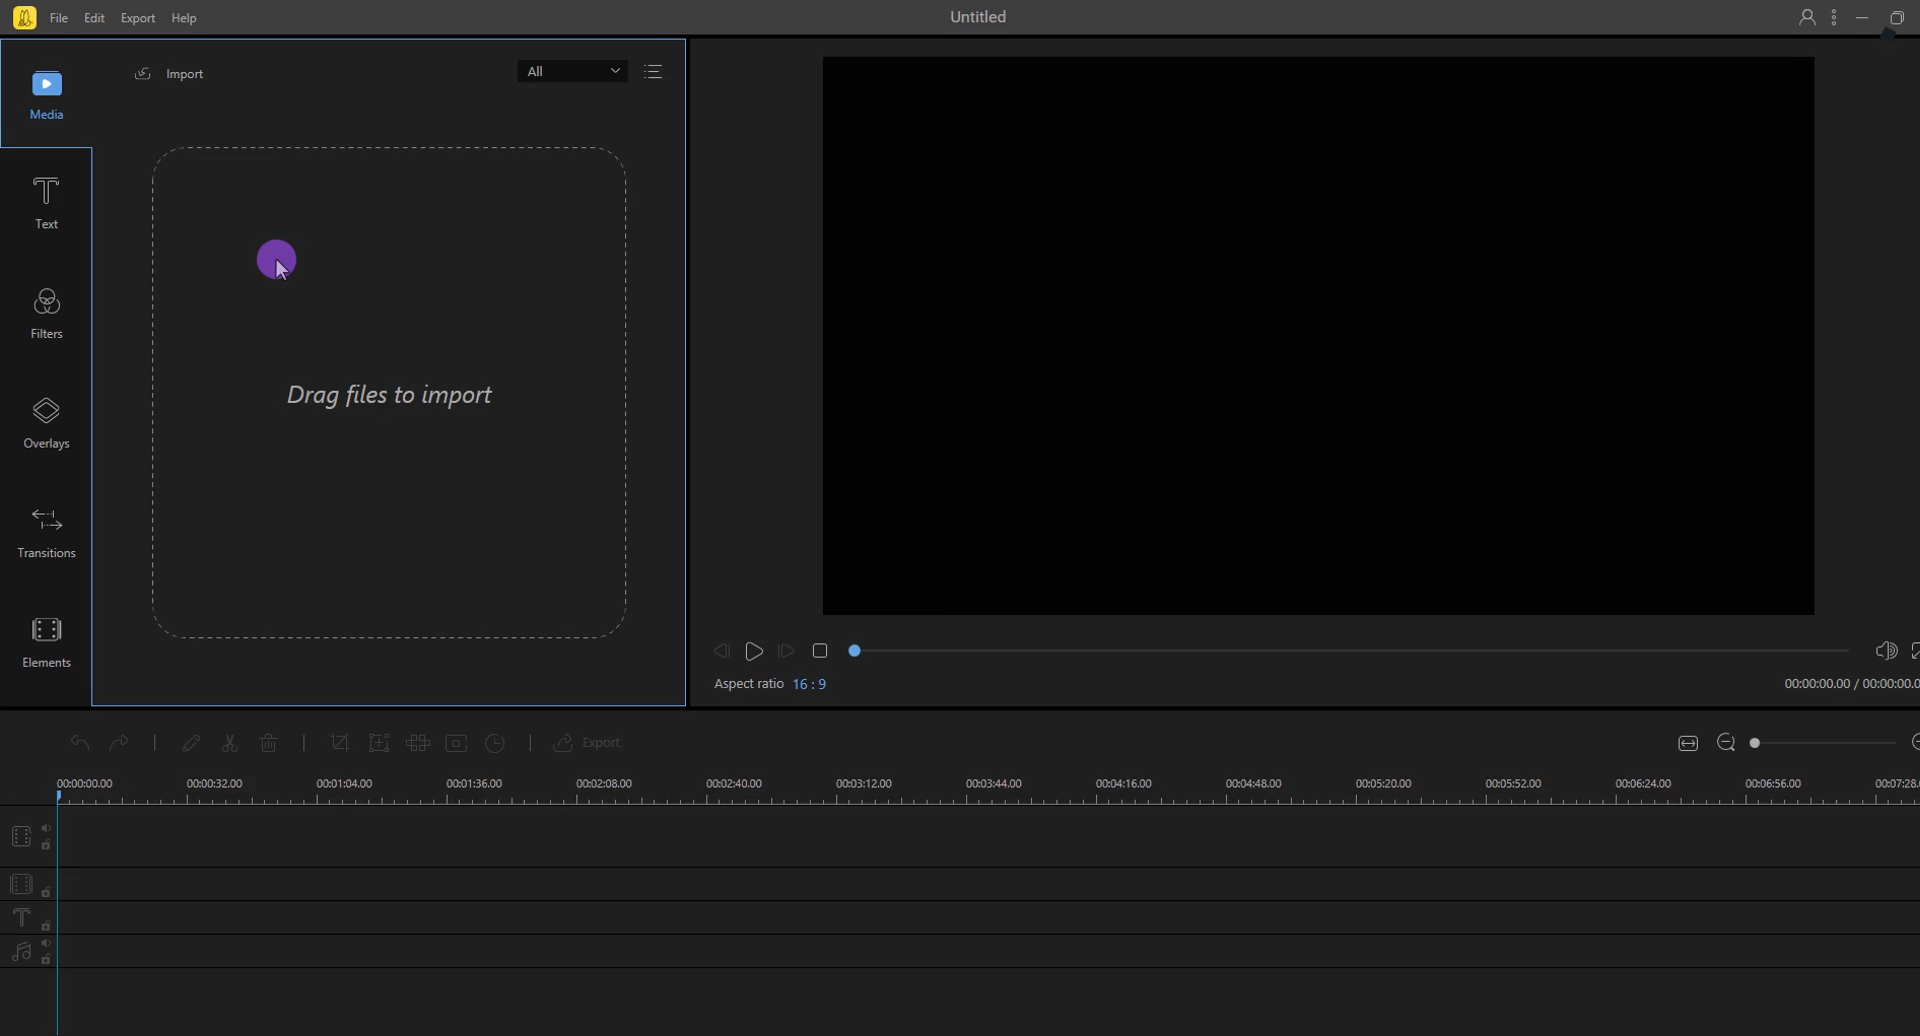 File Edit Export Help
Untitled
Import
All
Media
Text
Filters
Overlays
Transitions
Elements
Drag files to import
Aspect ratio 16 : 9
00:00:00.00 / 00:00:00.0
Export
00:00:00.00 00:00:32.00 00:01:04.00 00:01:36.00 00:02:08.00 00:02:40.00 00:03:12.00 00:03:44.00 00:04:16.00 00:04:48.00 00:05:20.00 00:05:52.00 00:06:24.00 00:06:56.00 00:07:28.